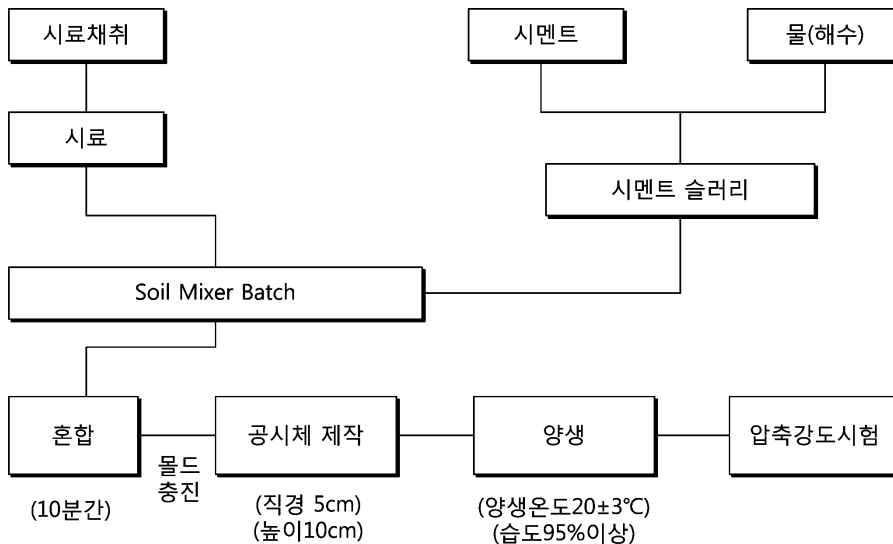 시료채취
시멘트
물(해수)
시료
시멘트 슬러리
Soil Mixer Batch
혼합
공시체 제작
양생
압축강도시험
몰드
충진
(10분간)
(직경 5cm)
(높이10cm)
(양생온도20±3℃)
(습도95%이상)